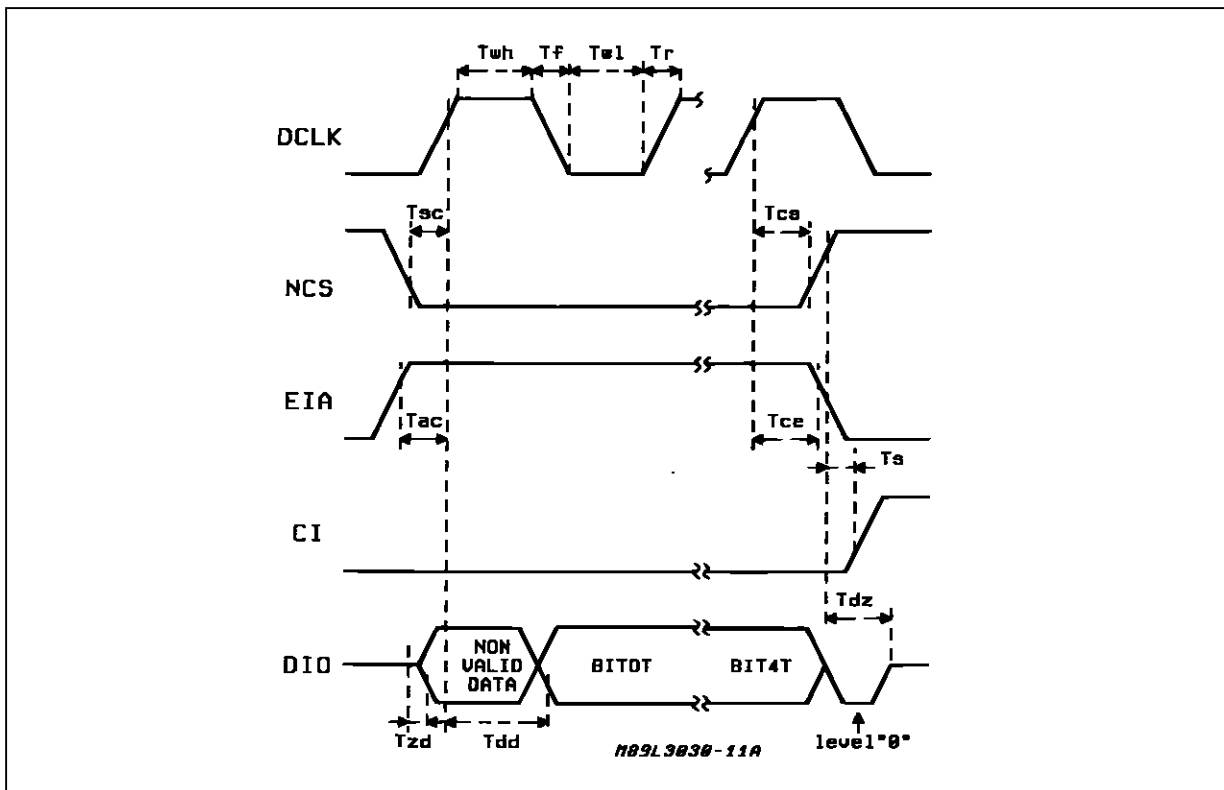 Twh Tf Twl Tr
DCLK
Tsc Tcs
NCS
EIA
Tac Tce
Ts
CI
Tdz
DIO
NON
VALID
DATA
BIT0T BIT4T
Tzd Tdd
M89L3030-11A
level"0"